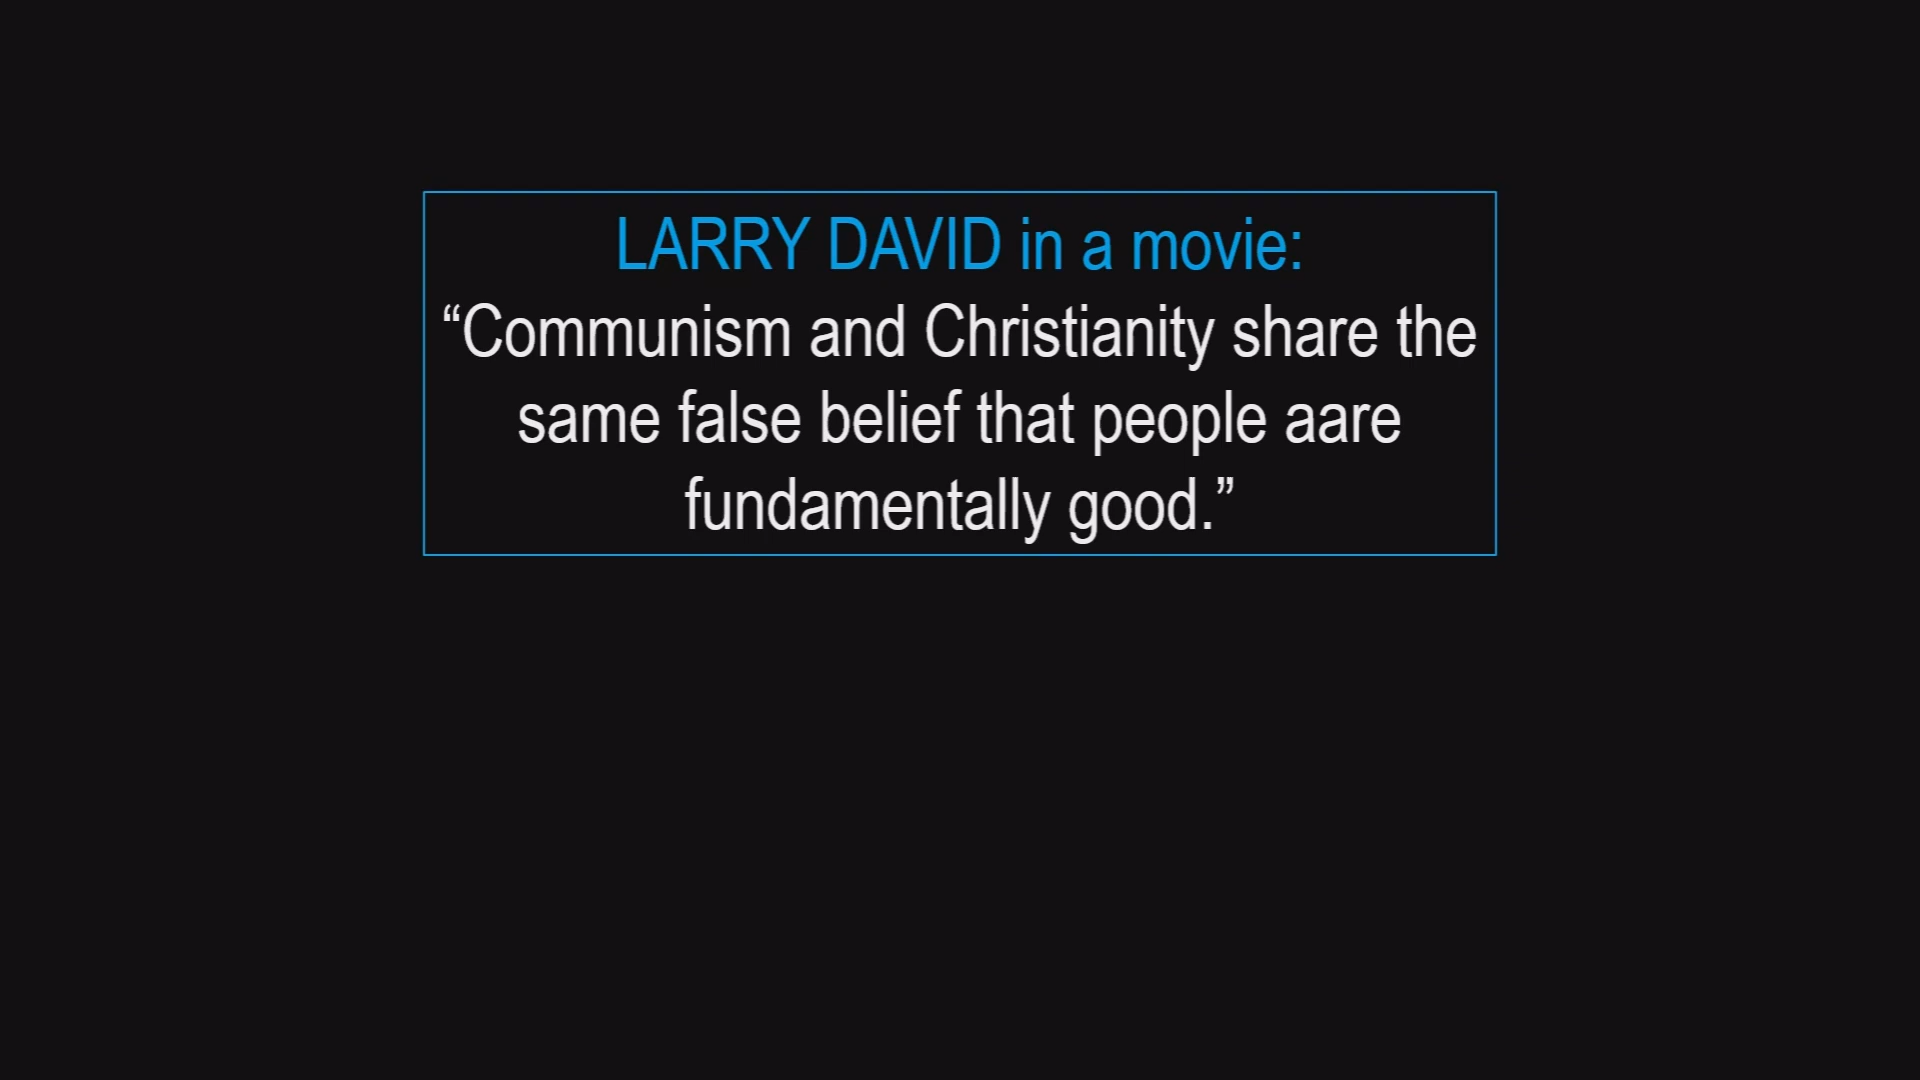 LARRY DAVID in a movie:
“Communism and Christianity share the
same false belief that people aare
fundamentally good.”